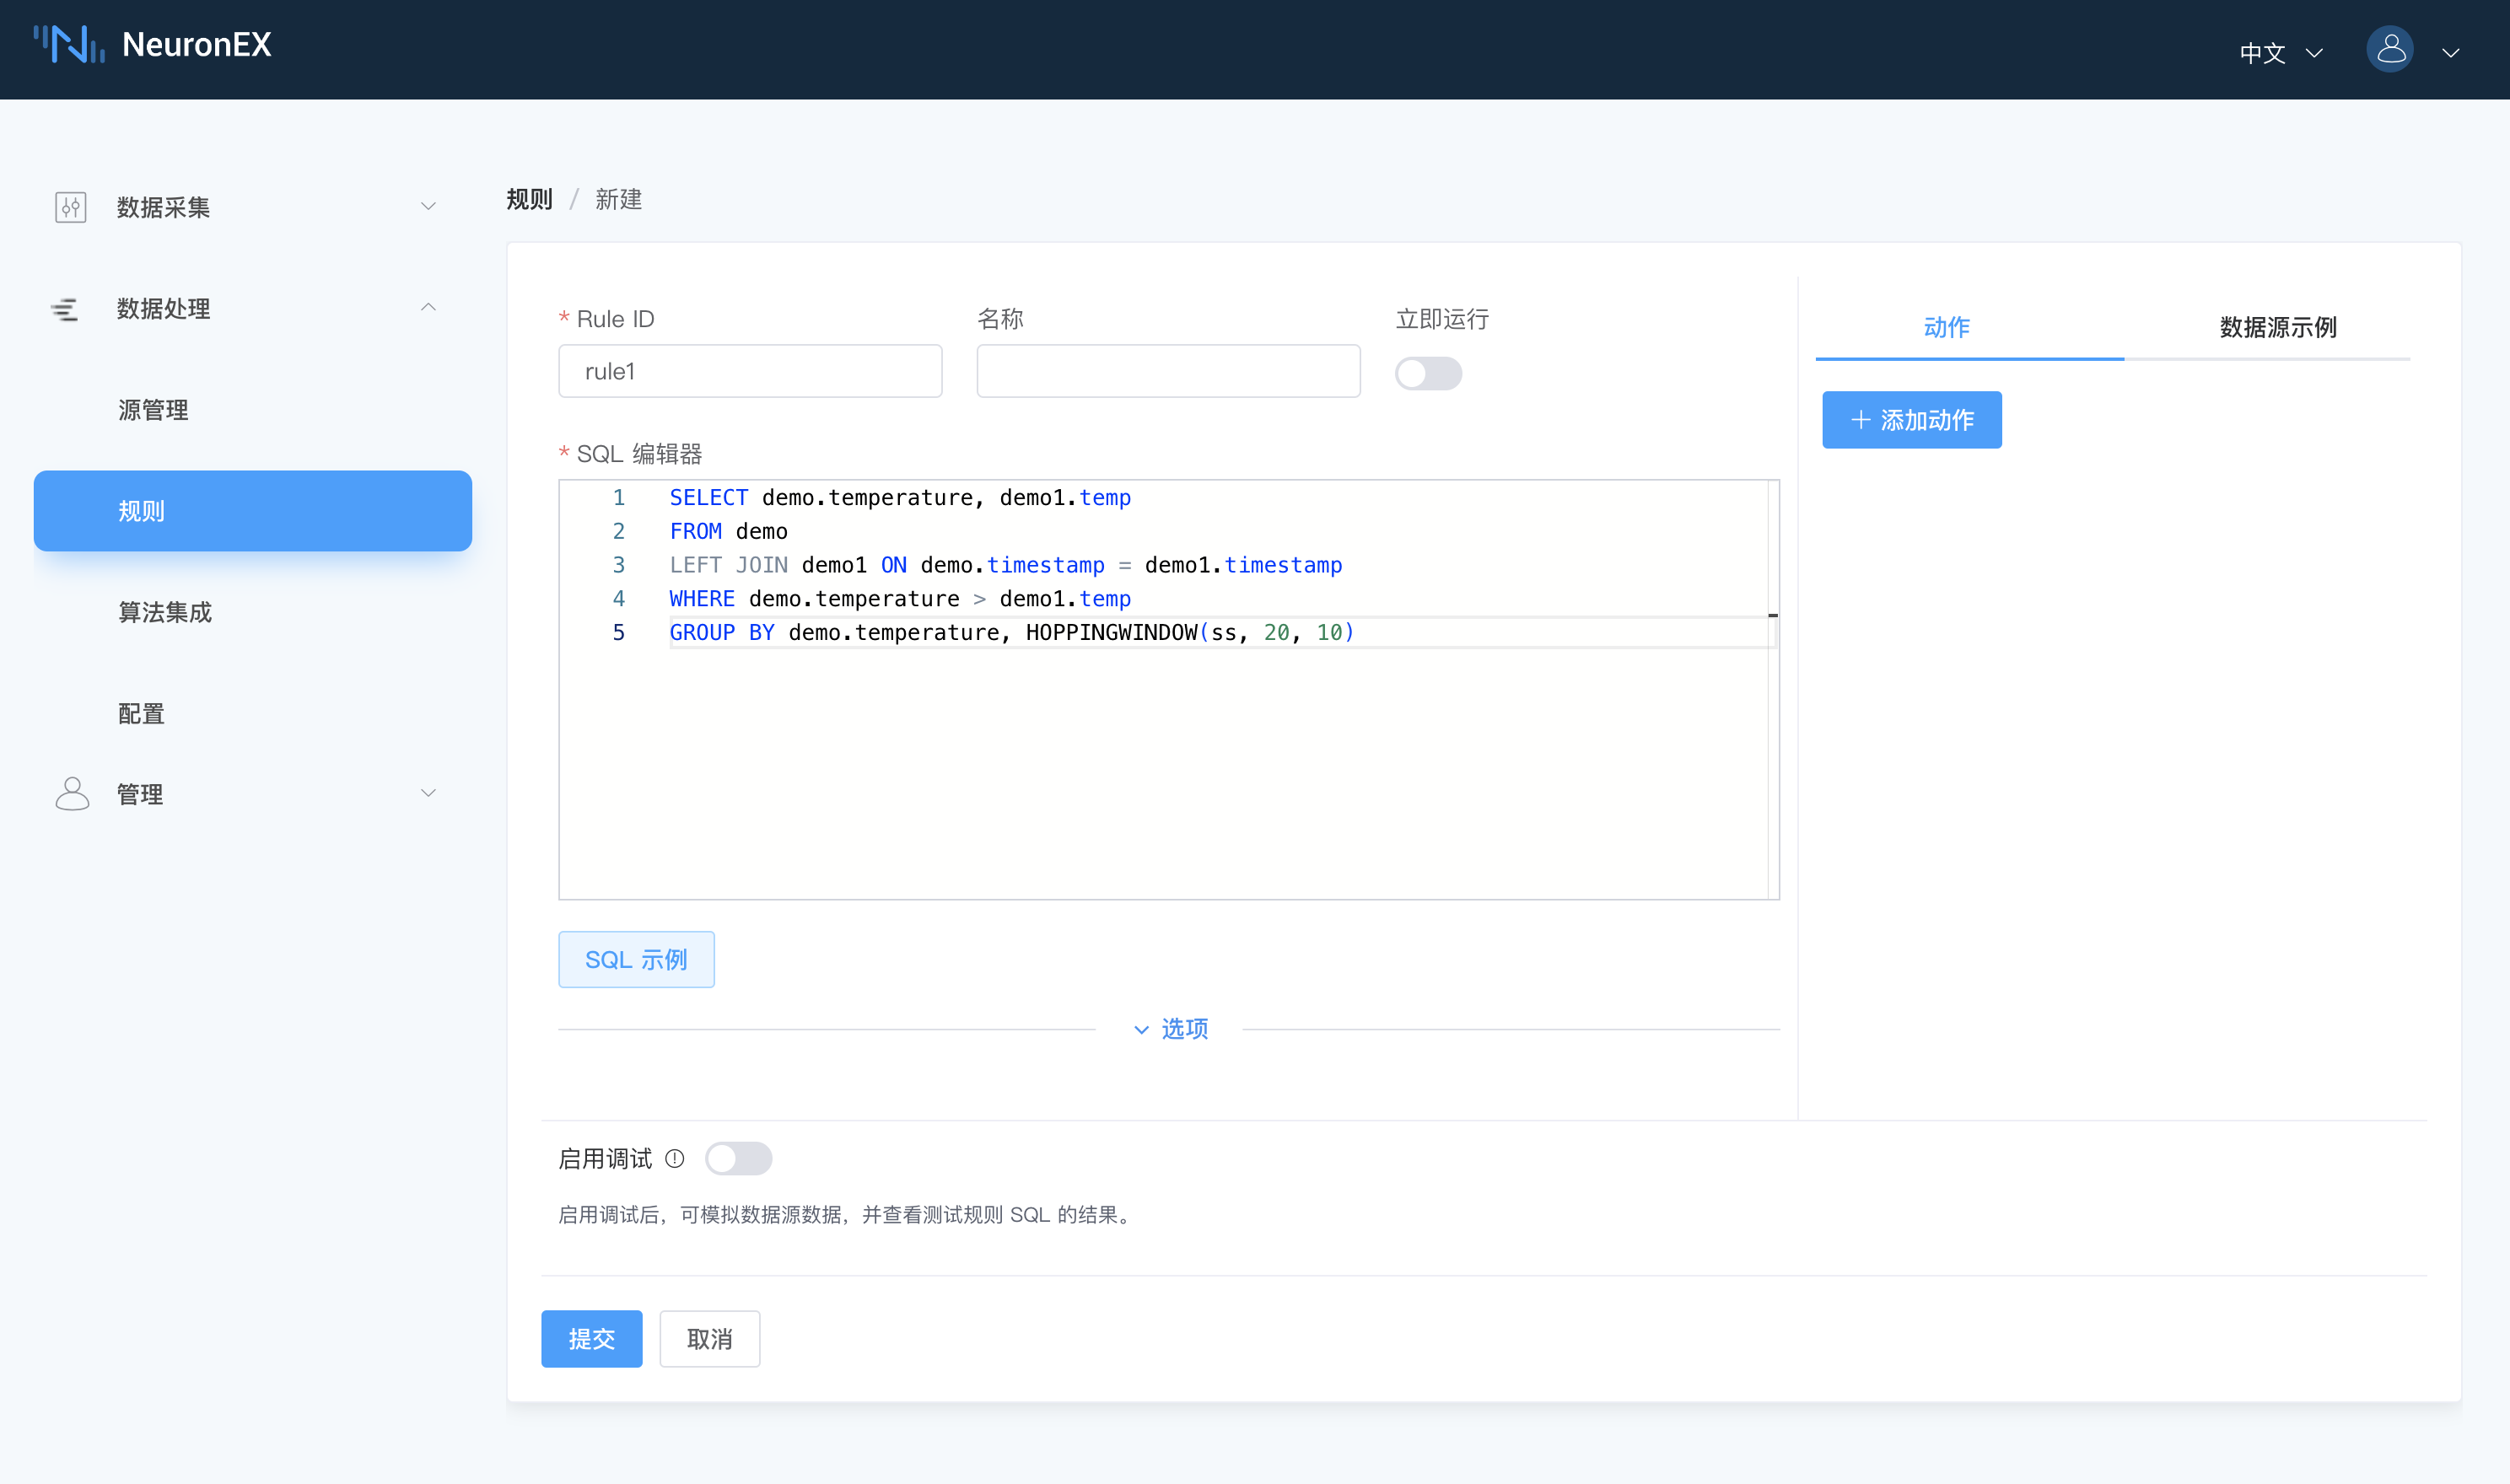 NeuronEX
中文
数据采集
数据处理
源管理
规则
算法集成
配置
管理
规则 / 新建
* Rule ID
rule1
名称
立即运行
* SQL 编辑器
1 SELECT demo.temperature, demo1.temp
2 FROM demo
3 LEFT JOIN demo1 ON demo.timestamp = demo1.timestamp
4 WHERE demo.temperature > demo1.temp
5 GROUP BY demo.temperature, HOPPINGWINDOW(ss, 20, 10)
SQL 示例
选项
动作
数据源示例
+ 添加动作
启用调试
启用调试后，可模拟数据源数据，并查看测试规则 SQL 的结果。
提交
取消